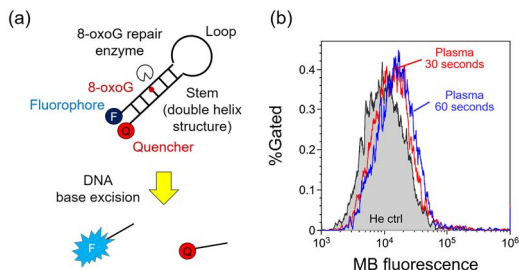 (a)
8-oxoG repair
enzyme
Loop
8-oxoG
Fluorophore
F
Stem
(double helix
structure)
Q
Quencher
DNA
base excision
F
Q
(b)
%Gated
0.4
0.3
0.2
0.1
0
Plasma
30 seconds
Plasma
60 seconds
He ctrl
10³ 10⁴ 10⁵ 10⁶
MB fluorescence